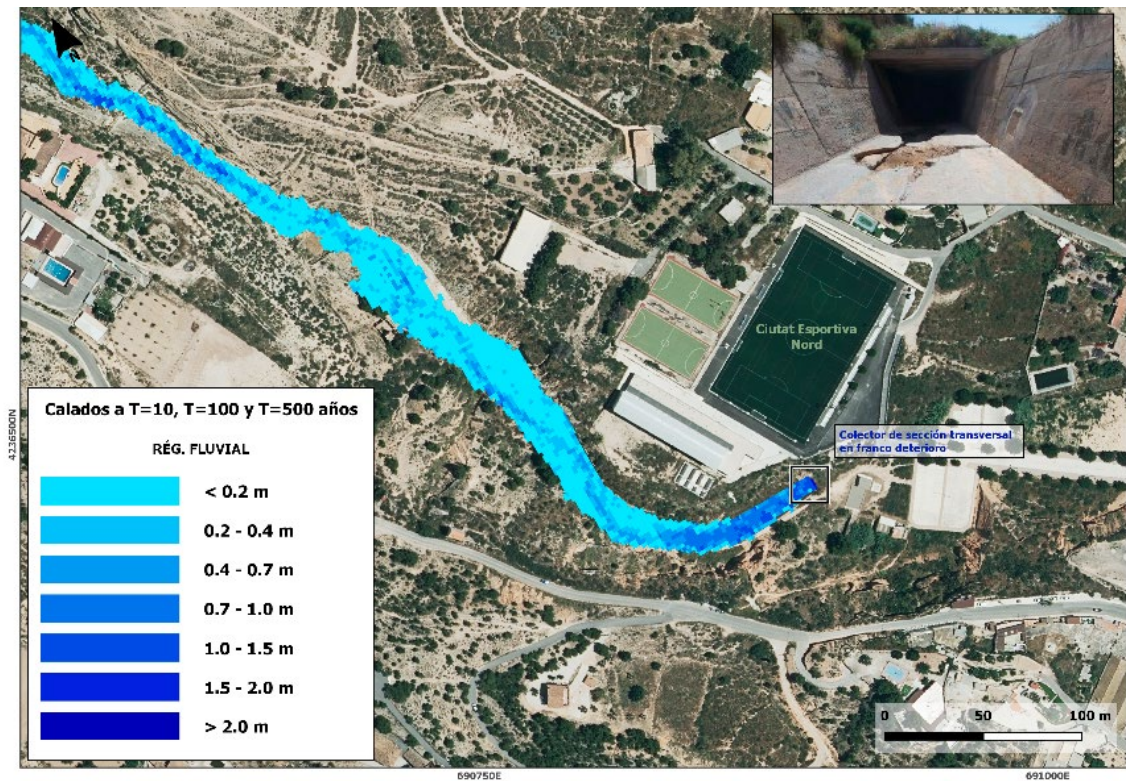 Ciutat Esportiva
Nord
Colector de sección transversal
en franco deterioro
4236500N
Calados a T=10, T=100 y T=500 años
RÉG. FLUVIAL
< 0.2 m
0.2 - 0.4 m
0.4 - 0.7 m
0.7 - 1.0 m
1.0 - 1.5 m
1.5 - 2.0 m
> 2.0 m
0 50 100 m
690750E 691000E